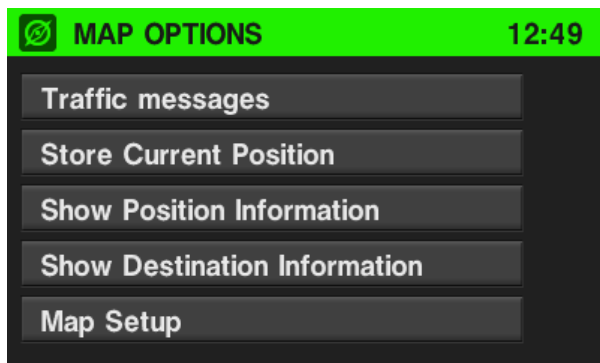 MAP OPTIONS 12:49
Traffic messages
Store Current Position
Show Position Information
Show Destination Information
Map Setup